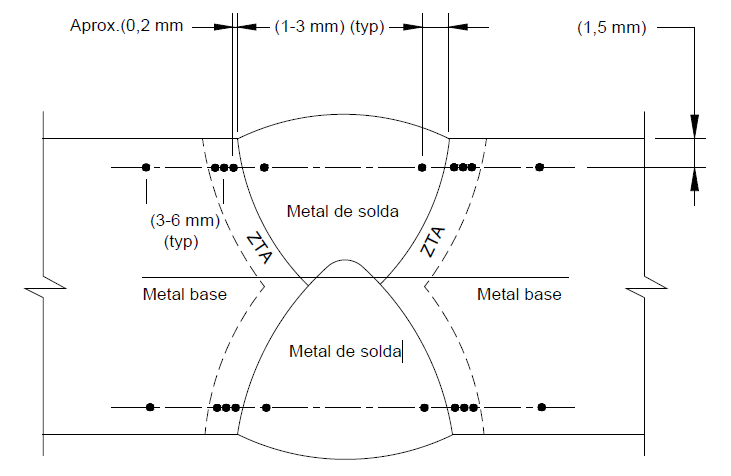 Aprox.(0,2 mm
(1-3 mm) (typ)
(1,5 mm)
Metal de solda
(3-6 mm)
(typ)
ZTA
ZTA
Metal base
Metal base
Metal de solda